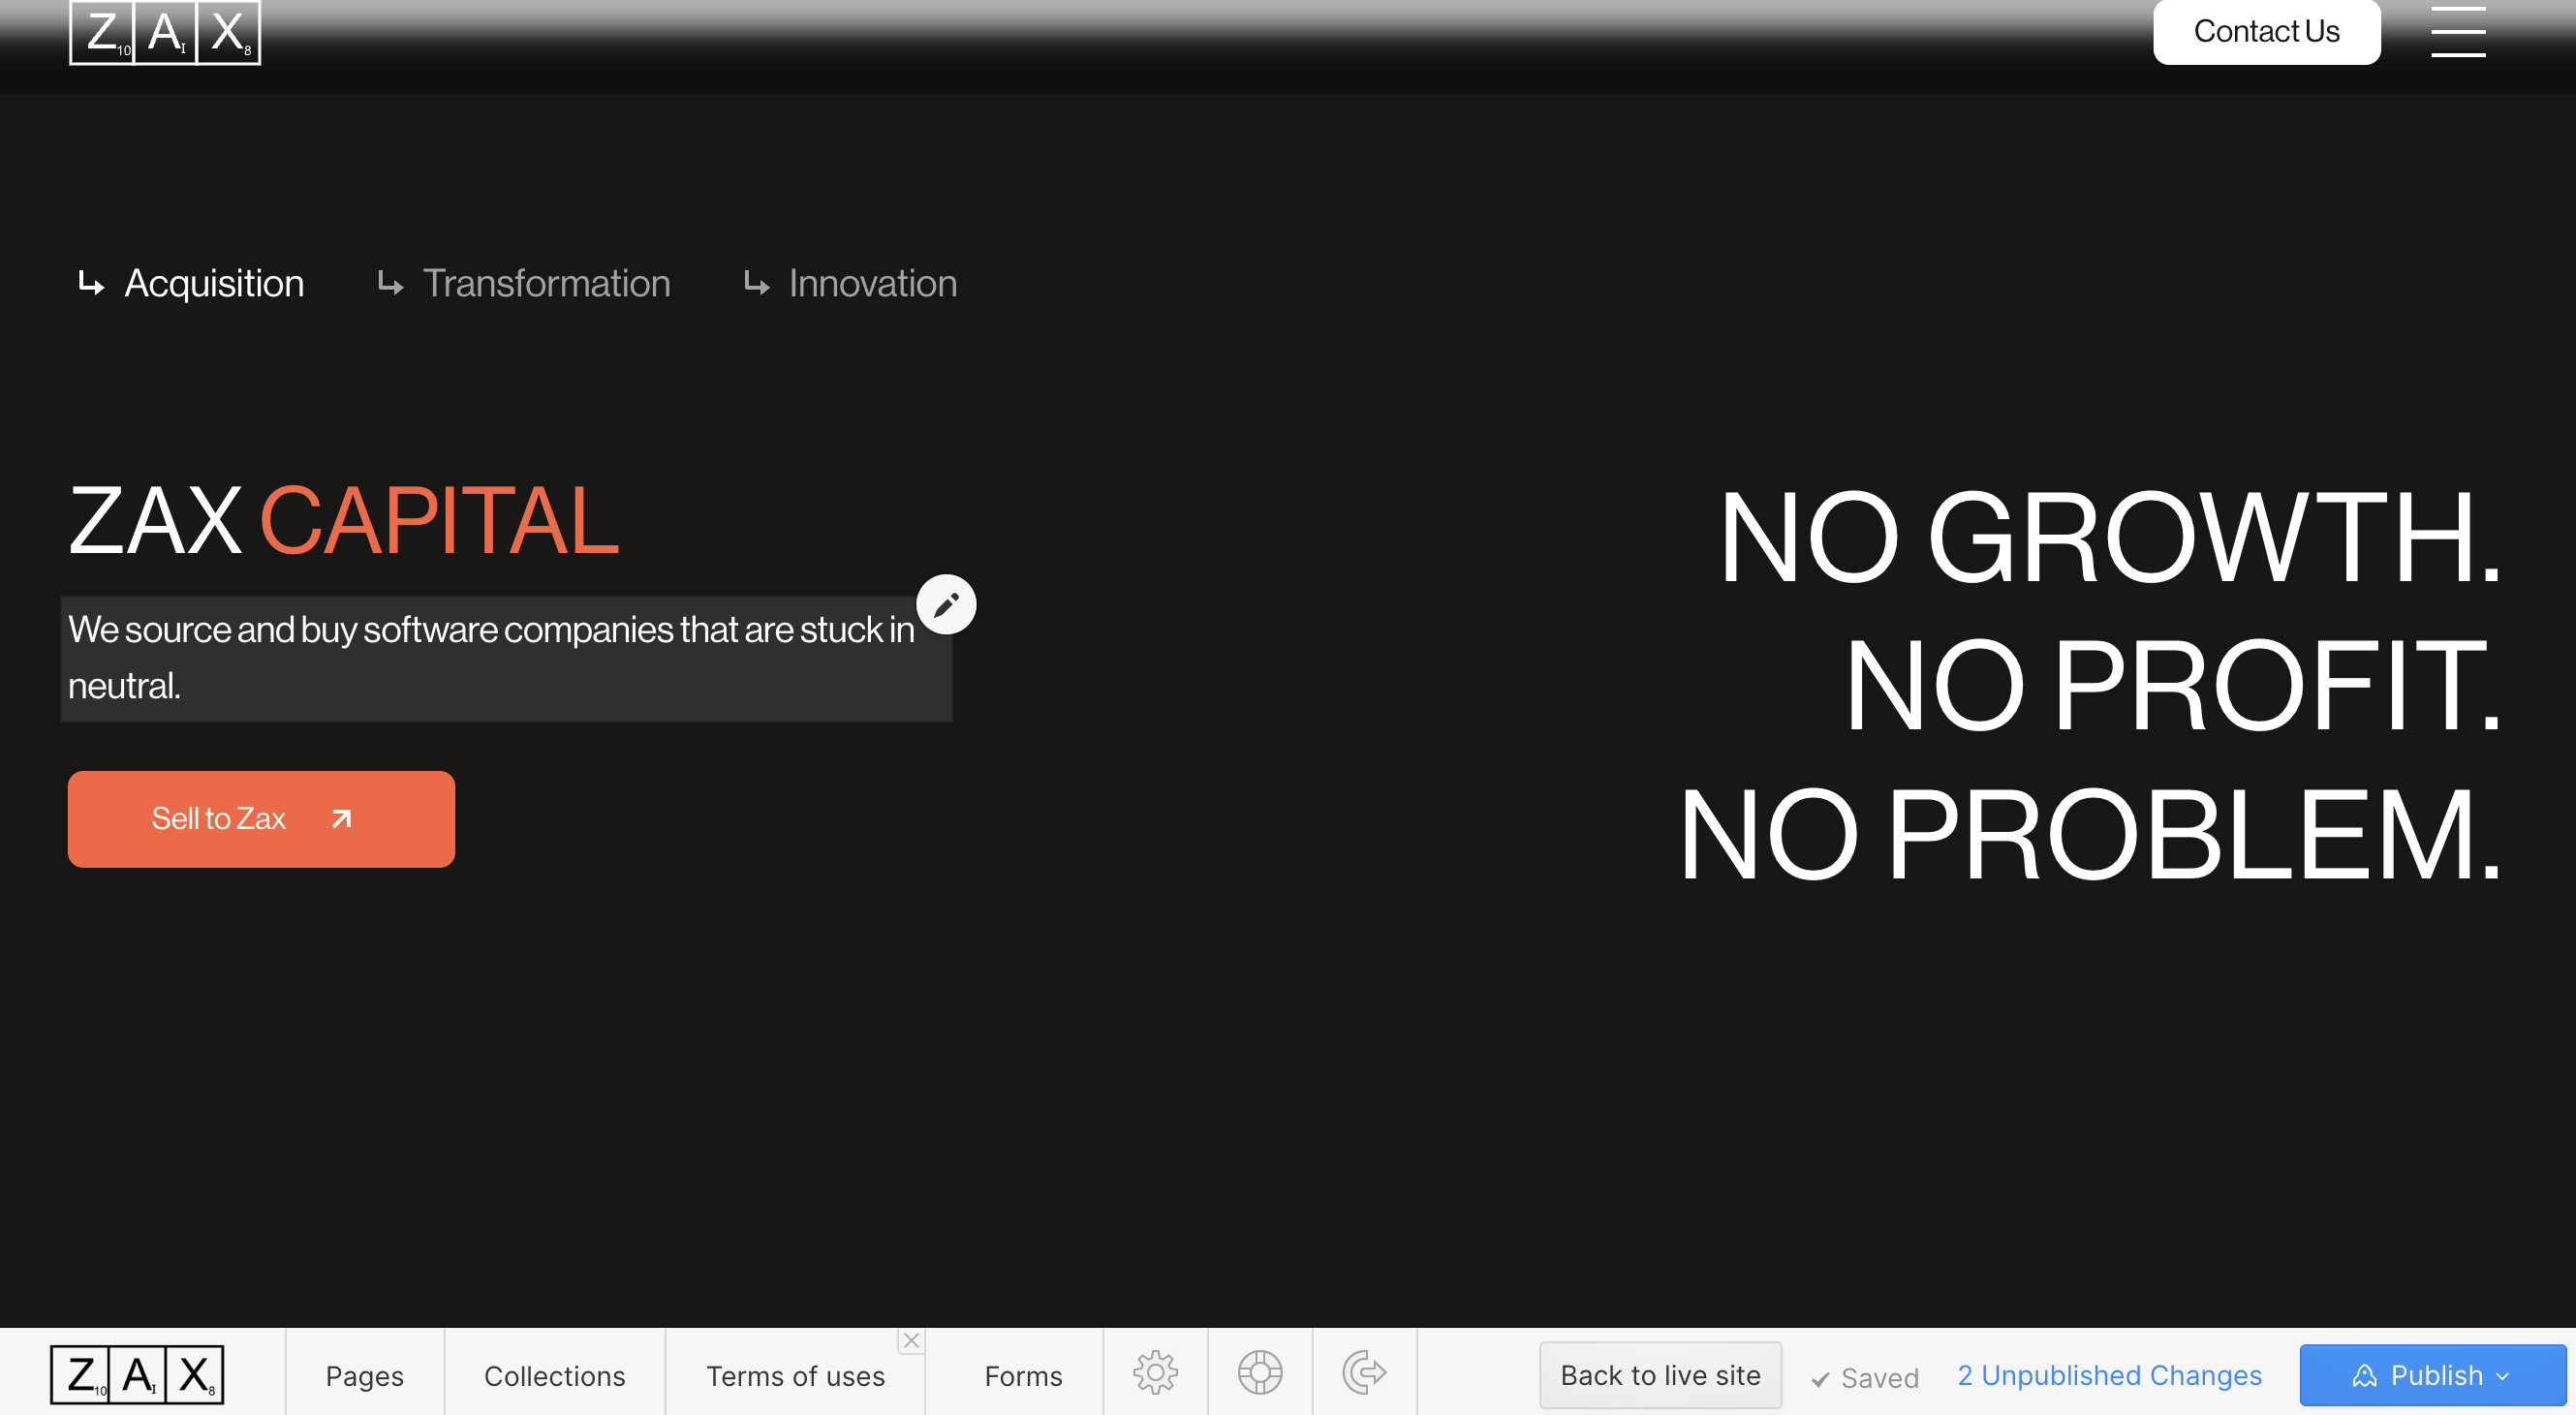 Z10 AI X8
Contact Us
Acquisition
Transformation
Innovation
ZAX CAPITAL
We source and buy software companies that are stuck in
neutral.
Sell to Zax
NO GROWTH.
NO PROFIT.
NO PROBLEM.
Z10 AI X8
Pages
Collections
Terms of uses
Forms
Back to live site
Saved
2 Unpublished Changes
Publish